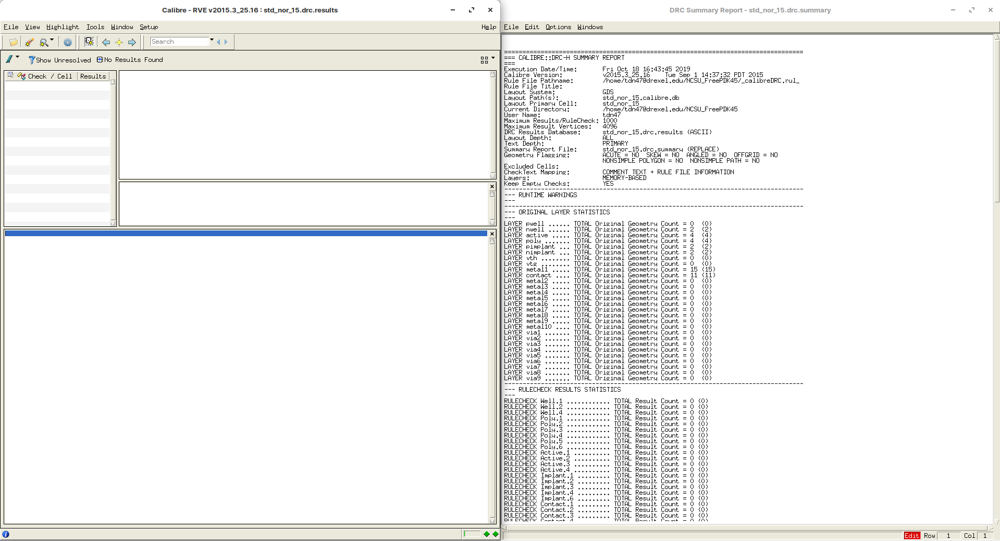 Calibre - RVE v2015.3_25.16 : std_nor_15.drc.results
File View Highlight Tools Window Setup Help
Search
Show Unresolved No Results Found
Check / Cell Results
DRC Summary Report - std_nor_15.drc.summary
File Edit Options Windows
==================================================================================
=== CALIBRE::DRC-H SUMMARY REPORT
===
Execution Date/Time: Fri Oct 18 16:43:45 2019
Calibre Version: v2015.3_25.16 Tue Sep 1 14:37:32 PDT 2015
Rule File Pathname: /home/tdn47@drexel.edu/NCSU_FreePDK45/_calibreDRC.rul_
Rule File Title:
Layout System: GDS
Layout Path(s): std_nor_15.calibre.db
Layout Primary Cell: std_nor_15
Current Directory: /home/tdn47@drexel.edu/NCSU_FreePDK45
User Name: tdn47
Maximum Results/RuleCheck: 1000
Maximum Result Vertices: 4096
DRC Results Database: std_nor_15.drc.results (ASCII)
Layout Depth: ALL
Text Depth: PRIMARY
Summary Report File: std_nor_15.drc.summary (REPLACE)
Geometry Flagging: ACUTE = NO SKEW = NO ANGLED = NO OFFGRID = NO
NONSIMPLE POLYGON = NO NONSIMPLE PATH = NO
Excluded Cells:
CheckText Mapping: COMMENT TEXT + RULE FILE INFORMATION
Layers: MEMORY-BASED
Keep Empty Checks: YES
----------------------------------------------------------------------------------
--- RUNTIME WARNINGS
---
----------------------------------------------------------------------------------
--- ORIGINAL LAYER STATISTICS
---
LAYER pwell ...... TOTAL Original Geometry Count = 0 (0)
LAYER nwell ...... TOTAL Original Geometry Count = 2 (2)
LAYER active ..... TOTAL Original Geometry Count = 4 (4)
LAYER poly ....... TOTAL Original Geometry Count = 4 (4)
LAYER pimplant ... TOTAL Original Geometry Count = 2 (2)
LAYER nimplant ... TOTAL Original Geometry Count = 2 (2)
LAYER vth ........ TOTAL Original Geometry Count = 0 (0)
LAYER vtg ........ TOTAL Original Geometry Count = 0 (0)
LAYER metal1 ..... TOTAL Original Geometry Count = 15 (15)
LAYER contact .... TOTAL Original Geometry Count = 11 (11)
LAYER metal2 ..... TOTAL Original Geometry Count = 0 (0)
LAYER metal3 ..... TOTAL Original Geometry Count = 0 (0)
LAYER metal4 ..... TOTAL Original Geometry Count = 0 (0)
LAYER metal5 ..... TOTAL Original Geometry Count = 0 (0)
LAYER metal6 ..... TOTAL Original Geometry Count = 0 (0)
LAYER metal7 ..... TOTAL Original Geometry Count = 0 (0)
LAYER metal8 ..... TOTAL Original Geometry Count = 0 (0)
LAYER metal9 ..... TOTAL Original Geometry Count = 0 (0)
LAYER metal10 .... TOTAL Original Geometry Count = 0 (0)
LAYER via1 ....... TOTAL Original Geometry Count = 0 (0)
LAYER via2 ....... TOTAL Original Geometry Count = 0 (0)
LAYER via3 ....... TOTAL Original Geometry Count = 0 (0)
LAYER via4 ....... TOTAL Original Geometry Count = 0 (0)
LAYER via5 ....... TOTAL Original Geometry Count = 0 (0)
LAYER via6 ....... TOTAL Original Geometry Count = 0 (0)
LAYER via7 ....... TOTAL Original Geometry Count = 0 (0)
LAYER via8 ....... TOTAL Original Geometry Count = 0 (0)
LAYER via9 ....... TOTAL Original Geometry Count = 0 (0)
----------------------------------------------------------------------------------
--- RULECHECK RESULTS STATISTICS
---
RULECHECK Well.1 ............ TOTAL Result Count = 0 (0)
RULECHECK Well.2 ............ TOTAL Result Count = 0 (0)
RULECHECK Well.4 ............ TOTAL Result Count = 0 (0)
RULECHECK Poly.1 ............ TOTAL Result Count = 0 (0)
RULECHECK Poly.2 ............ TOTAL Result Count = 0 (0)
RULECHECK Poly.3 ............ TOTAL Result Count = 0 (0)
RULECHECK Poly.4 ............ TOTAL Result Count = 0 (0)
RULECHECK Poly.5 ............ TOTAL Result Count = 0 (0)
RULECHECK Poly.6 ............ TOTAL Result Count = 0 (0)
RULECHECK Active.1 .......... TOTAL Result Count = 0 (0)
RULECHECK Active.2 .......... TOTAL Result Count = 0 (0)
RULECHECK Active.3 .......... TOTAL Result Count = 0 (0)
RULECHECK Active.4 .......... TOTAL Result Count = 0 (0)
RULECHECK Implant.1 ......... TOTAL Result Count = 0 (0)
RULECHECK Implant.2 ......... TOTAL Result Count = 0 (0)
RULECHECK Implant.3 ......... TOTAL Result Count = 0 (0)
RULECHECK Implant.4 ......... TOTAL Result Count = 0 (0)
RULECHECK Implant.6 ......... TOTAL Result Count = 0 (0)
RULECHECK Contact.1 ......... TOTAL Result Count = 0 (0)
RULECHECK Contact.2 ......... TOTAL Result Count = 0 (0)
RULECHECK Contact.3 ......... TOTAL Result Count = 0 (0)
RULECHECK Contact.4 ......... TOTAL Result Count = 0 (0)
Edit Row 1 Col 1